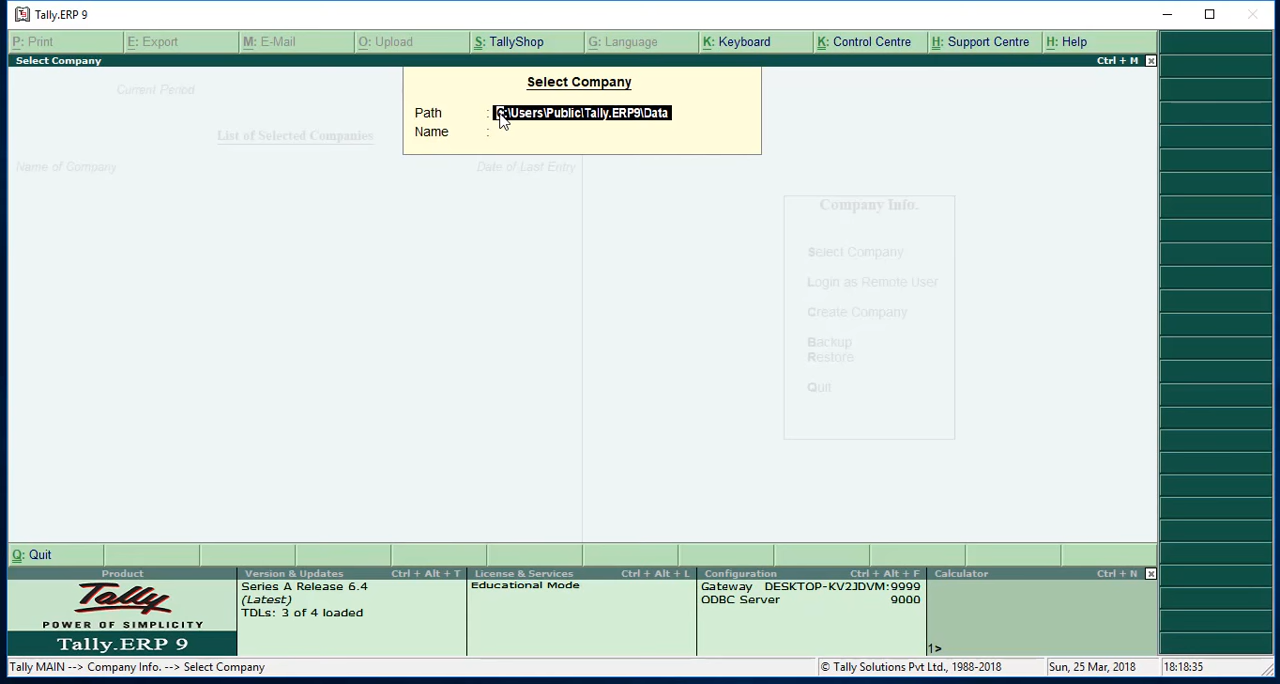 Tally.ERP 9
P: Print E: Export M: E-Mail O: Upload S: TallyShop G: Language K: Keyboard K: Control Centre H: Support Centre H: Help
Select Company Ctrl + M
Select Company
Path : C:\Users\Public\Tally.ERP9\Data
Name :
Current Period
List of Selected Companies
Name of Company Date of Last Entry
Company Info.
Select Company
Login as Remote User
Create Company
Backup
Restore
Quit
Q: Quit
Product
Tally
POWER OF SIMPLICITY
Tally.ERP 9
Version & Updates Ctrl + Alt + T
Series A Release 6.4
(Latest)
TDLs: 3 of 4 loaded
License & Services Ctrl + Alt + L
Educational Mode
Configuration Ctrl + Alt + F
Gateway DESKTOP-KV2JDVM:9999
ODBC Server 9000
Calculator Ctrl + N
1>
Tally MAIN --> Company Info. --> Select Company © Tally Solutions Pvt Ltd., 1988-2018 Sun, 25 Mar, 2018 18:18:35